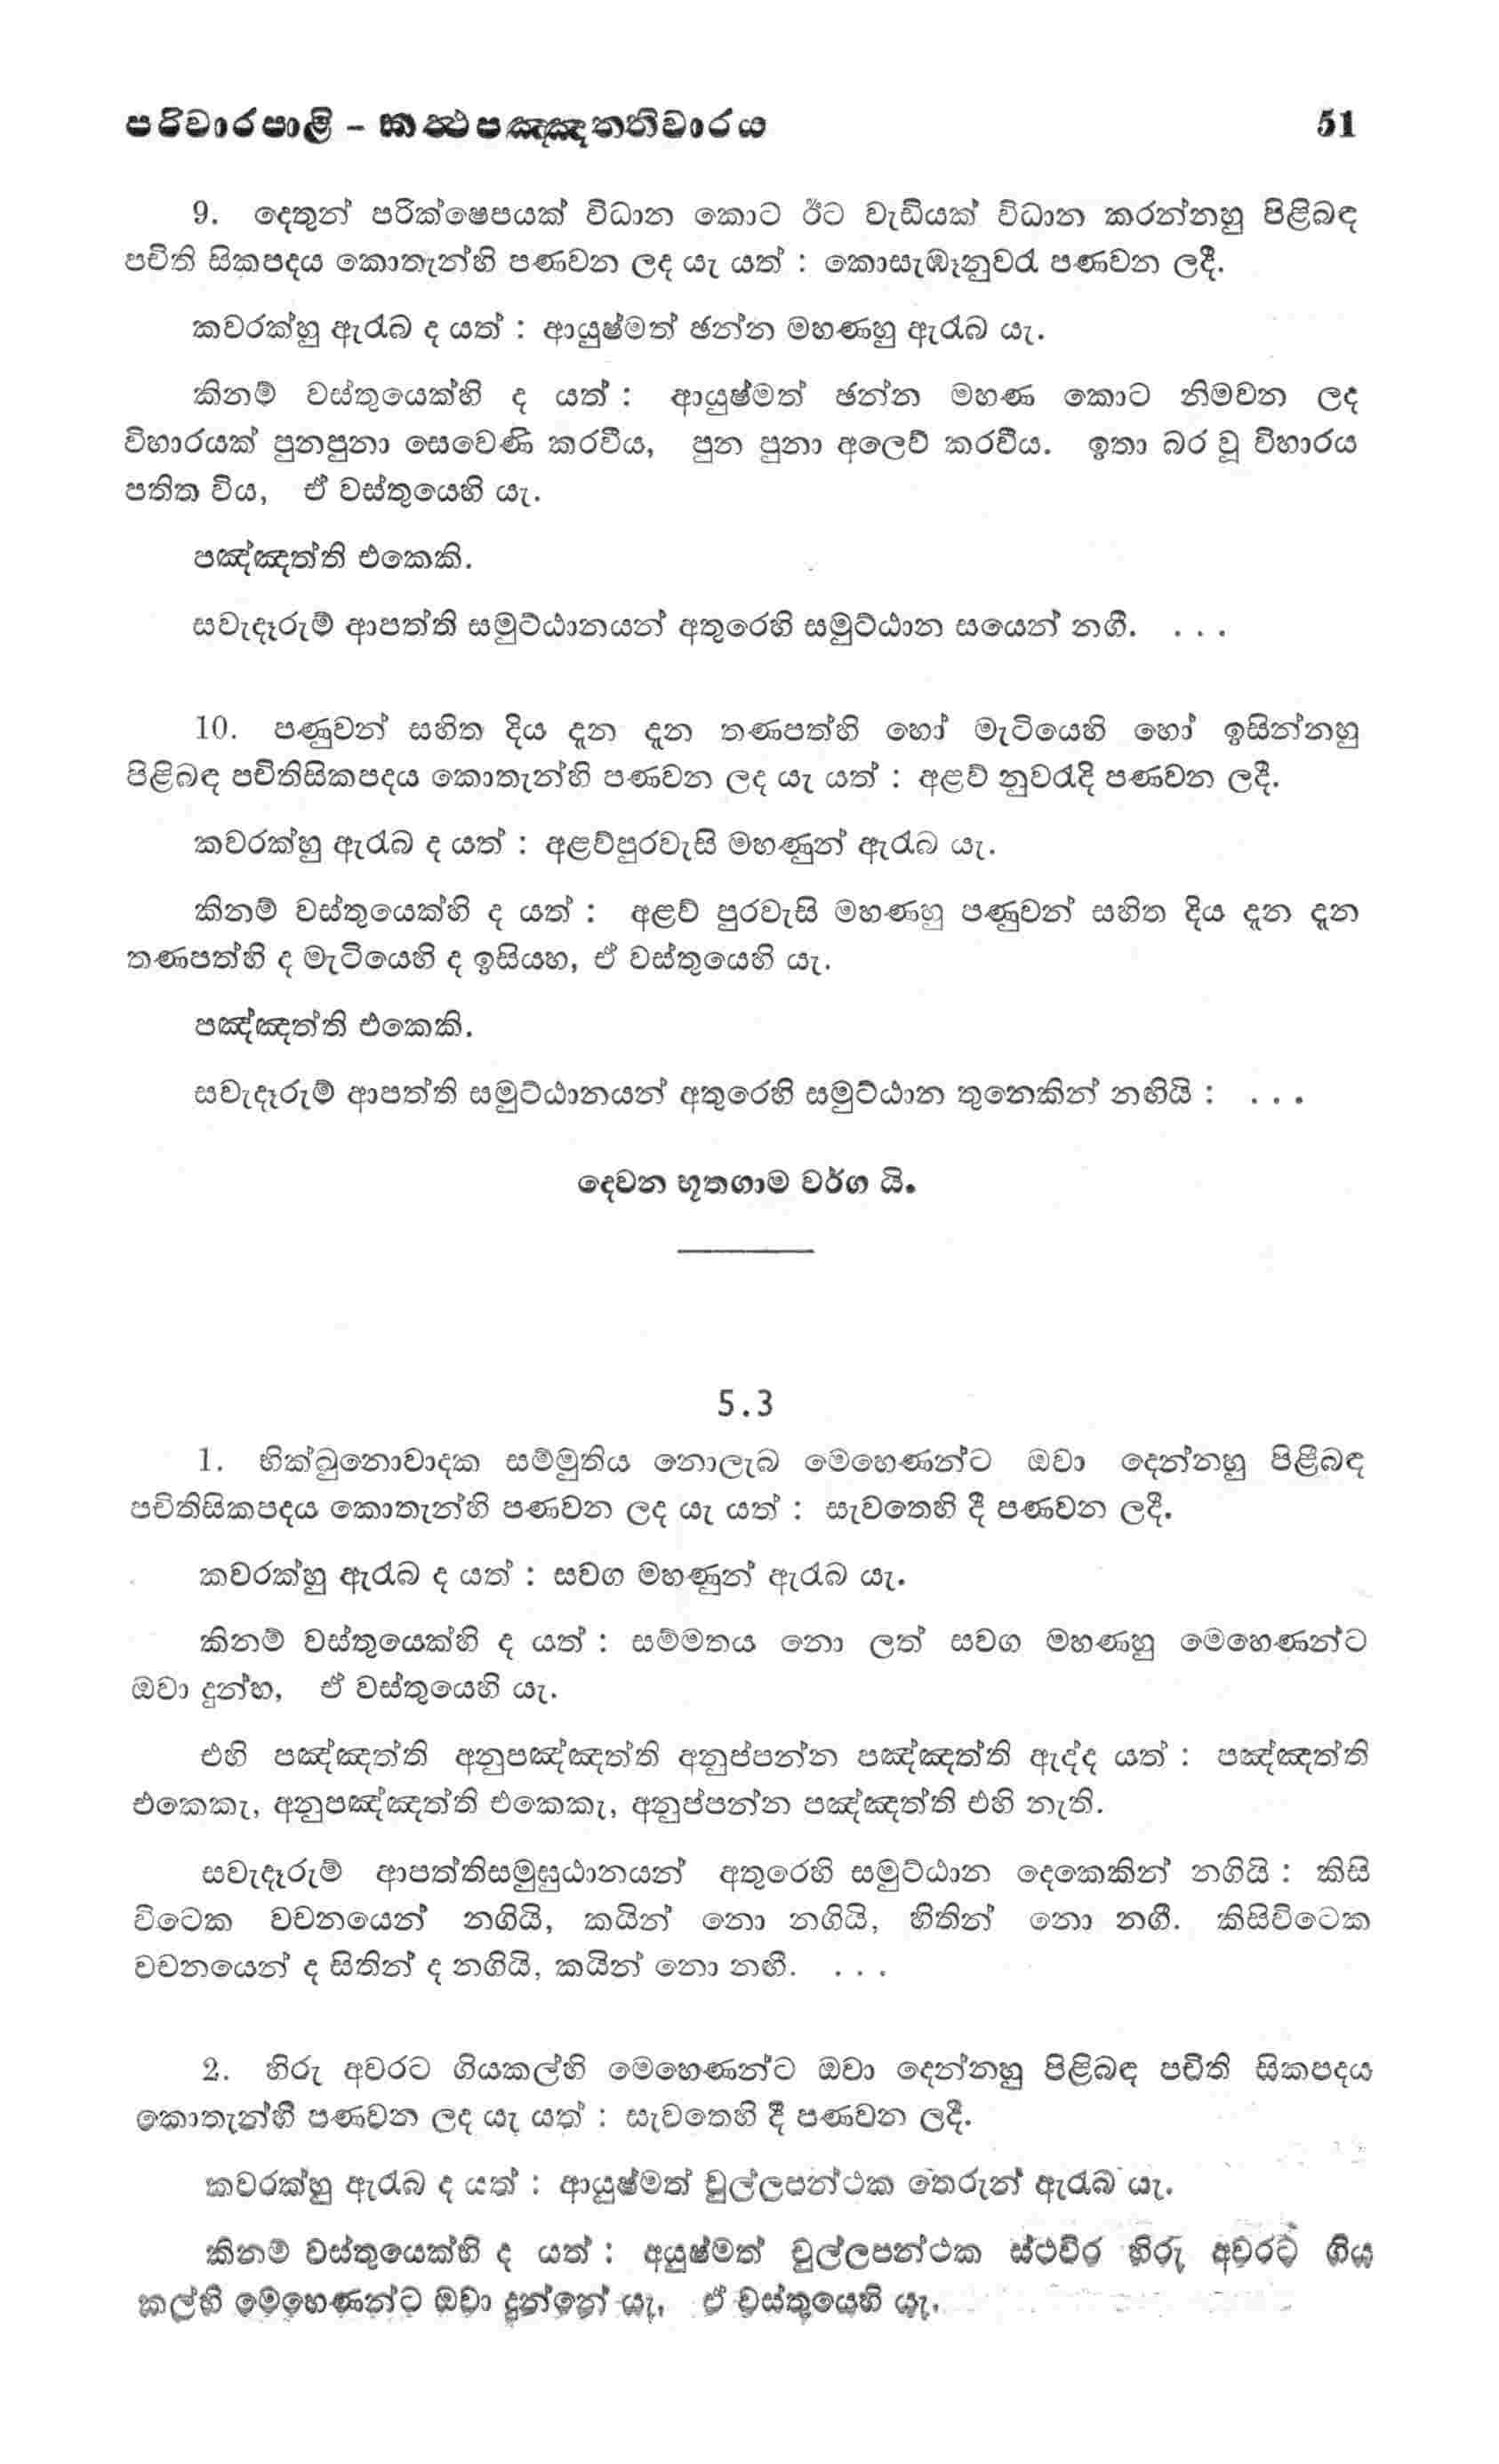 පරිවාරපාළි – කත්‍ථපඤ්ඤත්තිවාරය 51
9. දෙතුන් පරික්ෂෙපයක් විධාන කොට ඊට වැඩියක් විධාන කරන්නහු පිළිබඳ
පචිති සිකපදය කොතැන්හි පණවන ලද යැ යත් : කොසැඹෑනුවරැ පණවන ලදී.
කවරක්හු ඇරැබ ද යත් : ආයුෂ්මත් ඡන්න මහණහු ඇරැබ යැ.
කිනම් වස්තුයෙක්හි ද යත් : ආයුෂ්මත් ඡන්න මහණ කොට නිමවන ලද
විහාරයක් පුනපුනා සෙවෙණි කරවීය, පුන පුනා අලෙව් කරවීය. ඉතා බර වූ විහාරය
පතිත විය, ඒ වස්තුයෙහි යැ.
පඤ්ඤත්ති එකෙකි.
සවැදෑරුම් ආපත්ති සමුට්ඨානයන් අතුරෙහි සමුට්ඨාන සයෙන් නගී. . . .
10. පණුවන් සහිත දිය දැන දැන තණපත්හි හෝ මැටියෙහි හෝ ඉසින්නහු
පිළිබඳ පචිතිසිකපදය කොතැන්හි පණවන ලද යැ යත් : අළව් නුවරැදි පණවන ලදී.
කවරක්හු ඇරැබ ද යත් : අළව්පුරවැසි මහණුන් ඇරැබ යැ.
කිනම් වස්තුයෙක්හි ද යත් : අළව් පුරවැසි මහණහු පණුවන් සහිත දිය දැන දැන
තණපත්හි ද මැටියෙහි ද ඉසියහ, ඒ වස්තුයෙහි යැ.
පඤ්ඤත්ති එකෙකි.
සවැදෑරුම් ආපත්ති සමුට්ඨානයන් අතුරෙහි සමුට්ඨාන තුනෙකින් නඟියි : . . .
දෙවන භූතගාම වර්ග යි.
5.3
1. භික්ඛුනොවාදක සම්මුතිය නොලැබ මෙහෙණන්ට ඔවා දෙන්නහු පිළිබඳ
පචිතිසිකපදය කොතැන්හි පණවන ලද යැ යත් : සැවතෙහි දී පණවන ලදී.
කවරක්හු ඇරැබ ද යත් : සවග මහණුන් ඇරැබ යැ.
කිනම් වස්තුයෙක්හි ද යත් : සම්මතය නො ලත් සවග මහණහු මෙහෙණන්ට
ඔවා දුන්හ, ඒ වස්තුයෙහි යැ.
එහි පඤ්ඤත්ති අනුපඤ්ඤත්ති අනුප්පන්න පඤ්ඤත්ති ඇද්ද යත් : පඤ්ඤත්ති
එකෙකැ, අනුපඤ්ඤත්ති එකෙකැ, අනුප්පන්න පඤ්ඤත්ති එහි නැති.
සවැදෑරුම් ආපත්තිසමුඝුඨානයන් අතුරෙහි සමුට්ඨාන දෙකෙකින් නගියි : කිසි
විටෙක වචනයෙන් නගියි, කයින් නො නගියි, හිතින් නො නගී. කිසිවිටෙක
වචනයෙන් ද සිතින් ද නගියි, කයින් නො නඟී. . . .
2. හිරු අවරට ගියකල්හි මෙහෙණන්ට ඔවා දෙන්නහු පිළිබඳ පචිති සිකපදය
කොතැන්හී පණවන ලද යැ යත් : සැවතෙහි දී පණවන ලදී.
කවරක්හු ඇරැබ ද යත් : ආයුෂ්මත් චුල්ලපන්ථක තෙරුන් ඇරැබ යැ.
කිනම් වස්තුයෙක්හි ද යත් : අයුෂ්මත් චුල්ලපන්ථක ස්ථවිර හිරු අවරට ගිය
කල්හි මෙහෙණන්ට ඔවා දුන්නේ යැ, ඒ වස්තුයෙහි යැ.